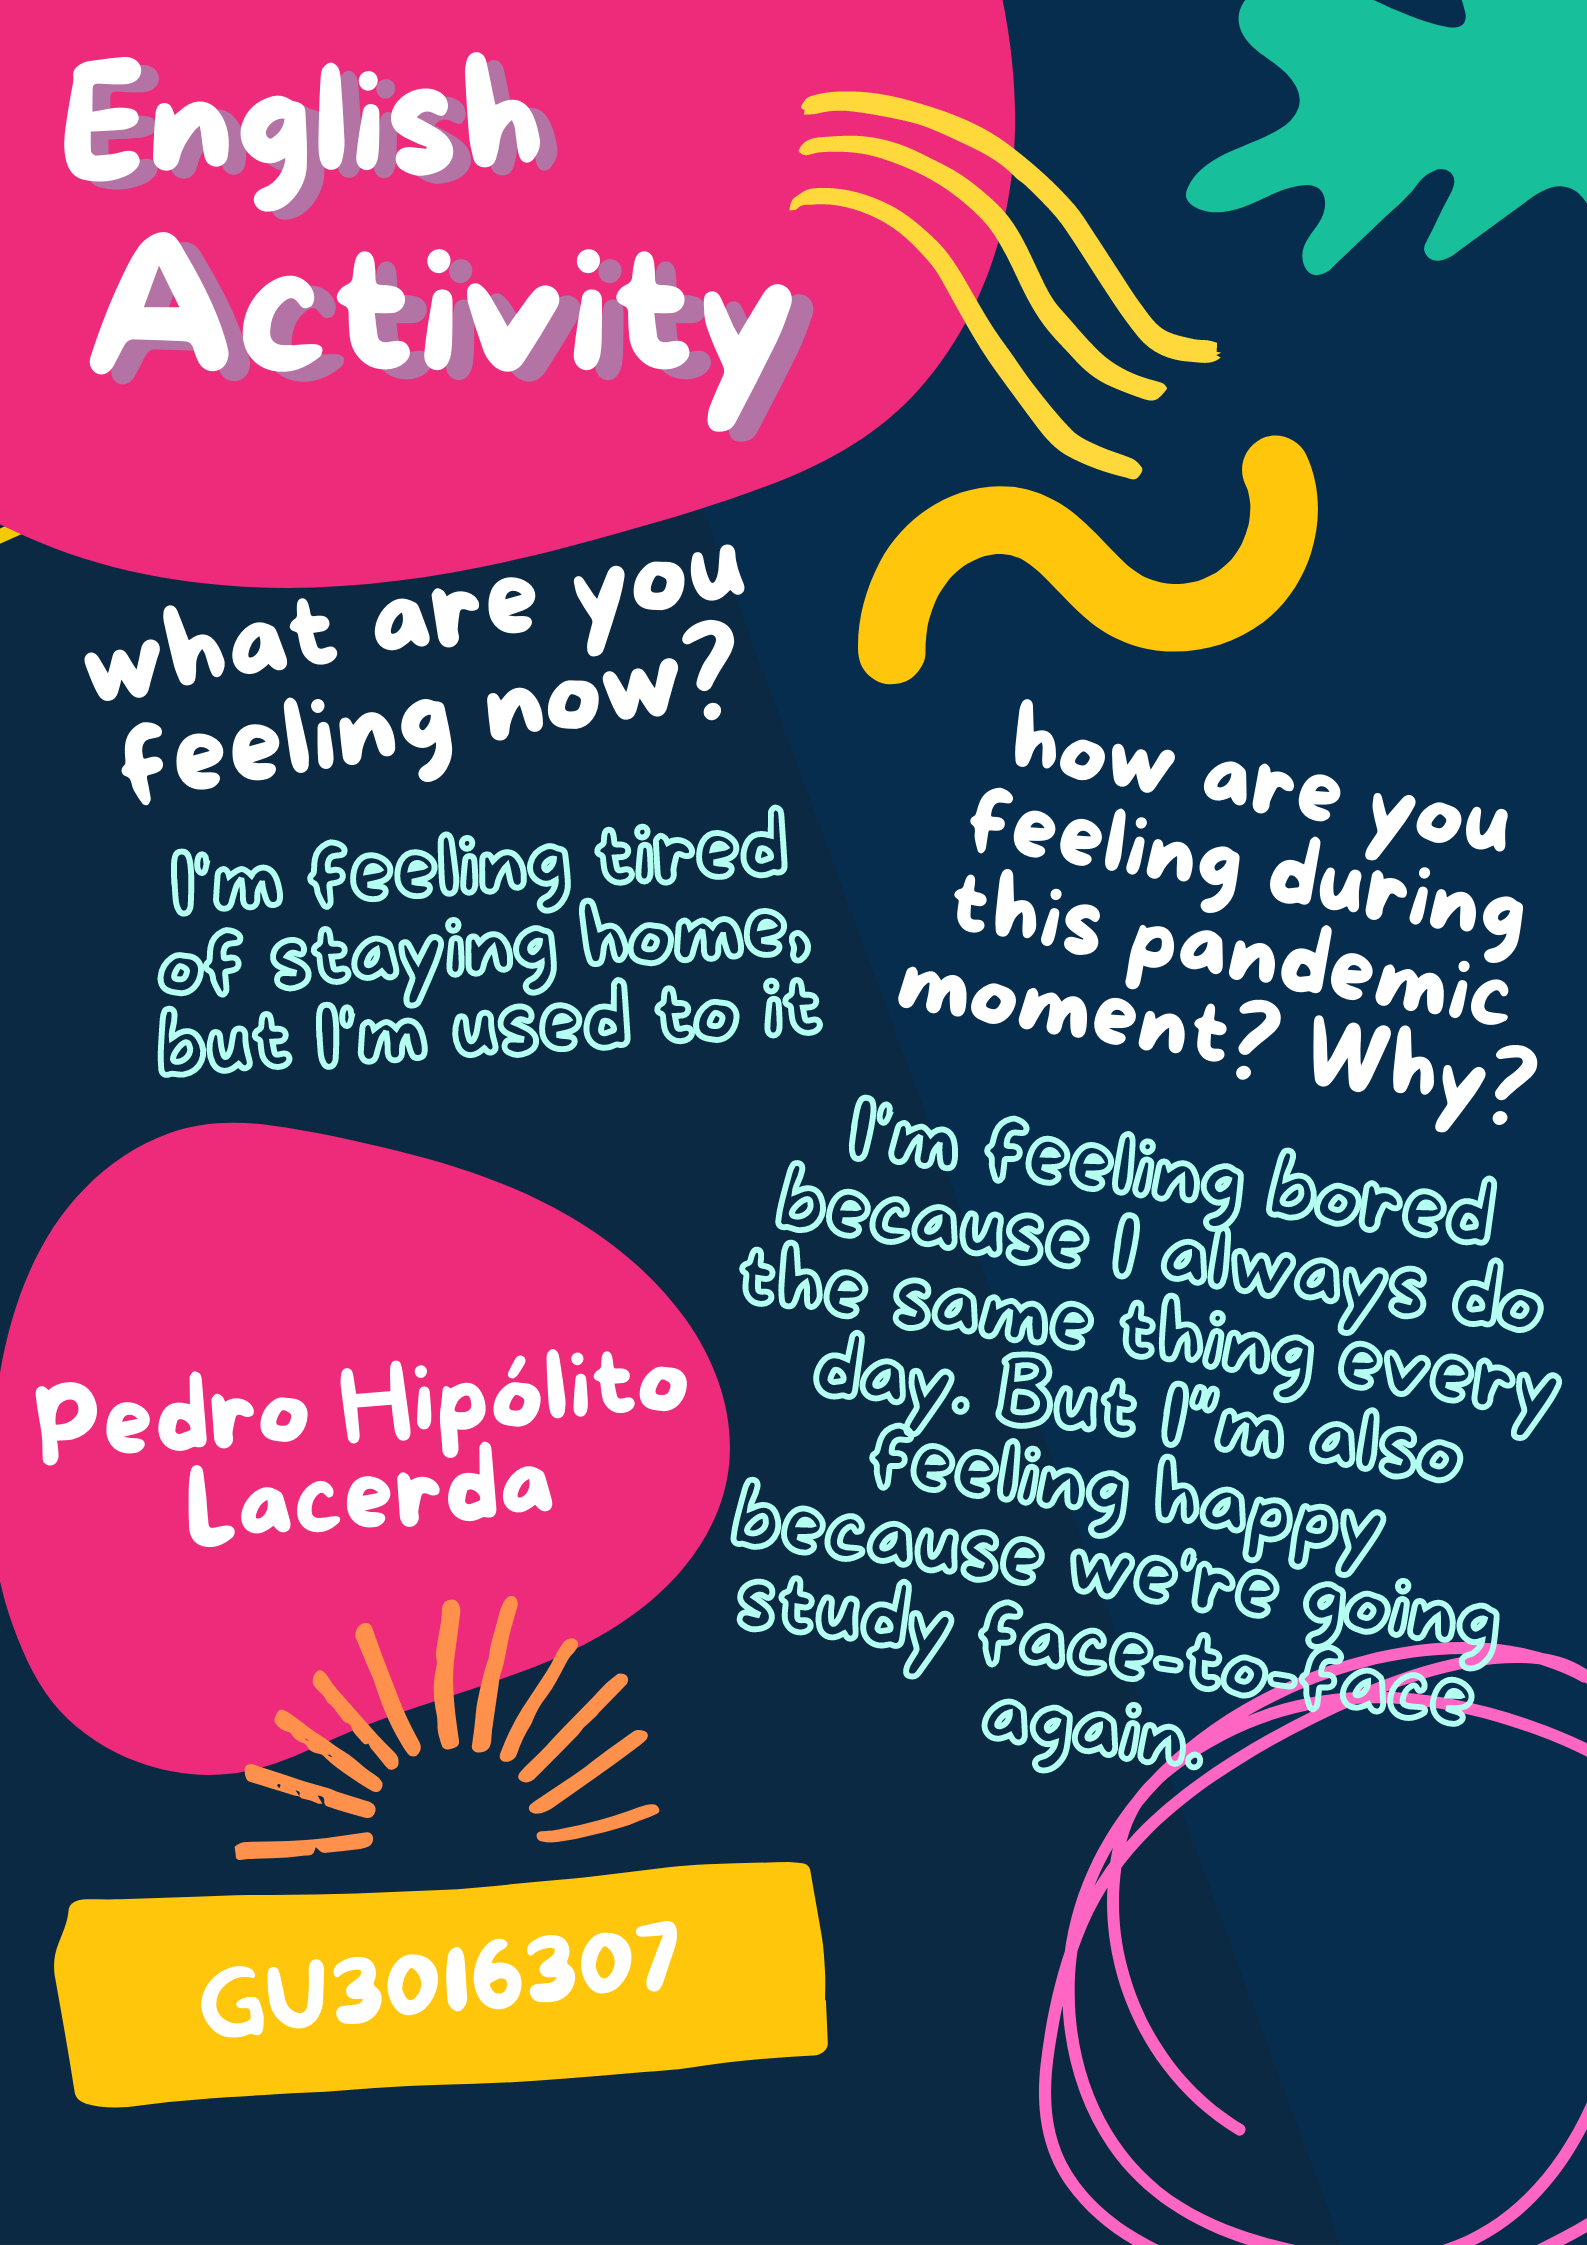 English
Activity
what are you
feeling now?
I'm feeling tired
of staying home,
but I'm used to it
how are you
feeling during
this pandemic
moment? Why?
I'm feeling bored
because I always do
the same thing every
day. But I''m also
feeling happy
because we're going
study face-to-face
again.
Pedro Hipólito
Lacerda
GU3016307